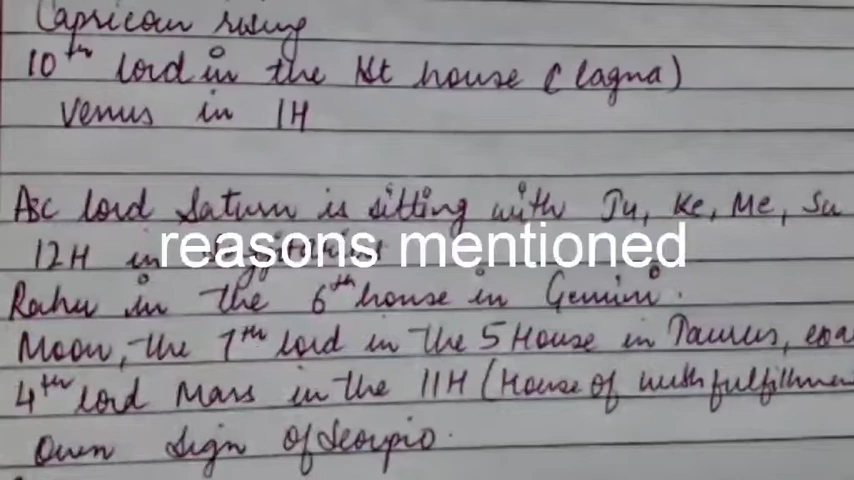 Capricorn rising
10th lord in the 1st house (lagna)
Venus in 1H
Asc lord Saturn is sitting with Ju, Ke, Me, Su
12H in
reasons mentioned
Rahu in the 6th house in Gemini.
Moon, the 7th lord in the 5 House in Taurus, exa
4th lord Mars in the 11H (House of
Own sign of Scorpio.